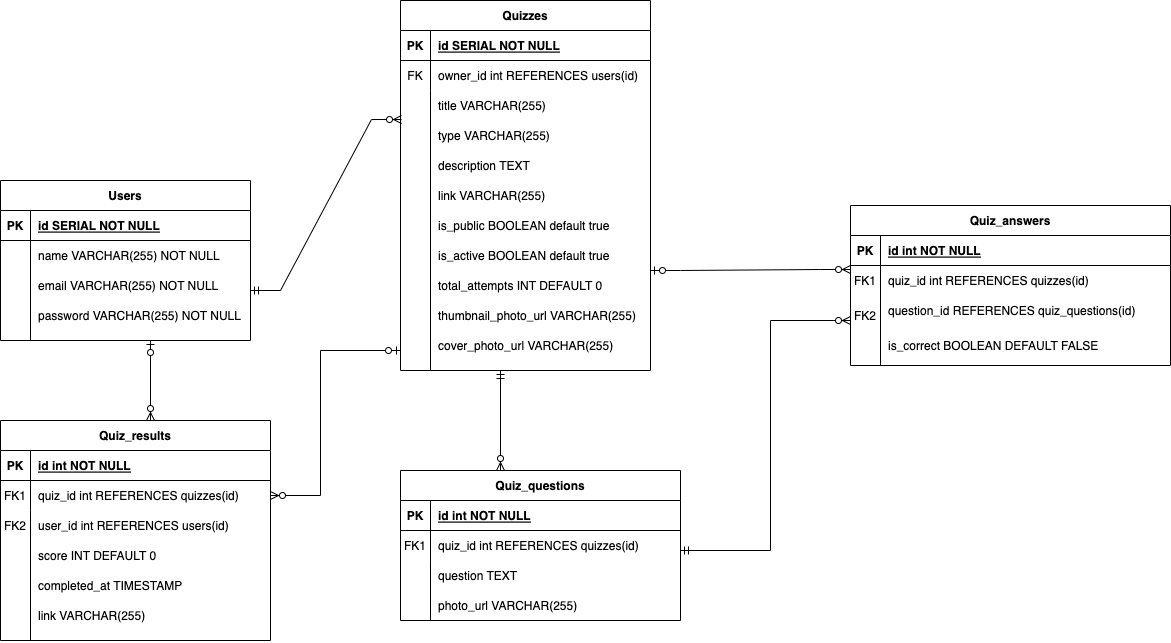 Quizzes
PK id SERIAL NOT NULL
FK owner_id int REFERENCES users(id)
title VARCHAR(255)
type VARCHAR(255)
description TEXT
link VARCHAR(255)
is_public BOOLEAN default true
is_active BOOLEAN default true
total_attempts INT DEFAULT 0
thumbnail_photo_url VARCHAR(255)
cover_photo_url VARCHAR(255)
Users
PK id SERIAL NOT NULL
name VARCHAR(255) NOT NULL
email VARCHAR(255) NOT NULL
password VARCHAR(255) NOT NULL
Quiz_answers
PK id int NOT NULL
FK1 quiz_id int REFERENCES quizzes(id)
FK2 question_id REFERENCES quiz_questions(id)
is_correct BOOLEAN DEFAULT FALSE
Quiz_results
PK id int NOT NULL
FK1 quiz_id int REFERENCES quizzes(id)
FK2 user_id int REFERENCES users(id)
score INT DEFAULT 0
completed_at TIMESTAMP
link VARCHAR(255)
Quiz_questions
PK id int NOT NULL
FK1 quiz_id int REFERENCES quizzes(id)
question TEXT
photo_url VARCHAR(255)